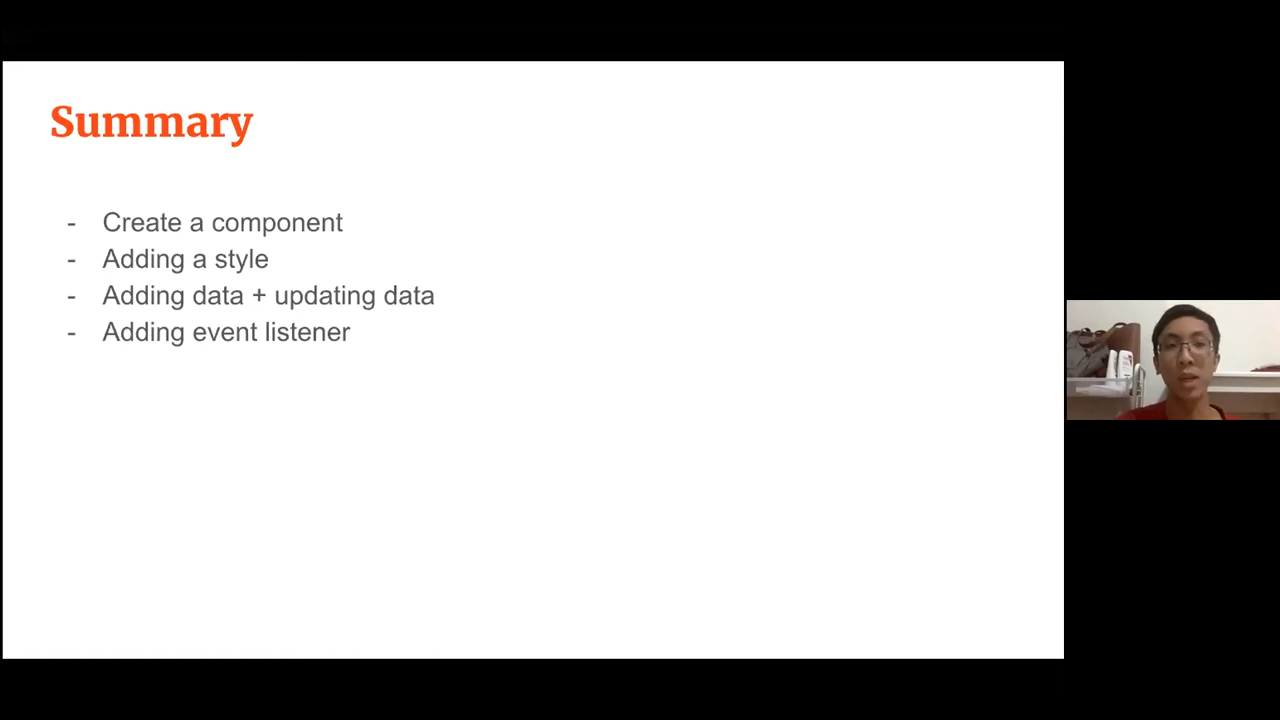 Summary
- Create a component
- Adding a style
- Adding data + updating data
- Adding event listener